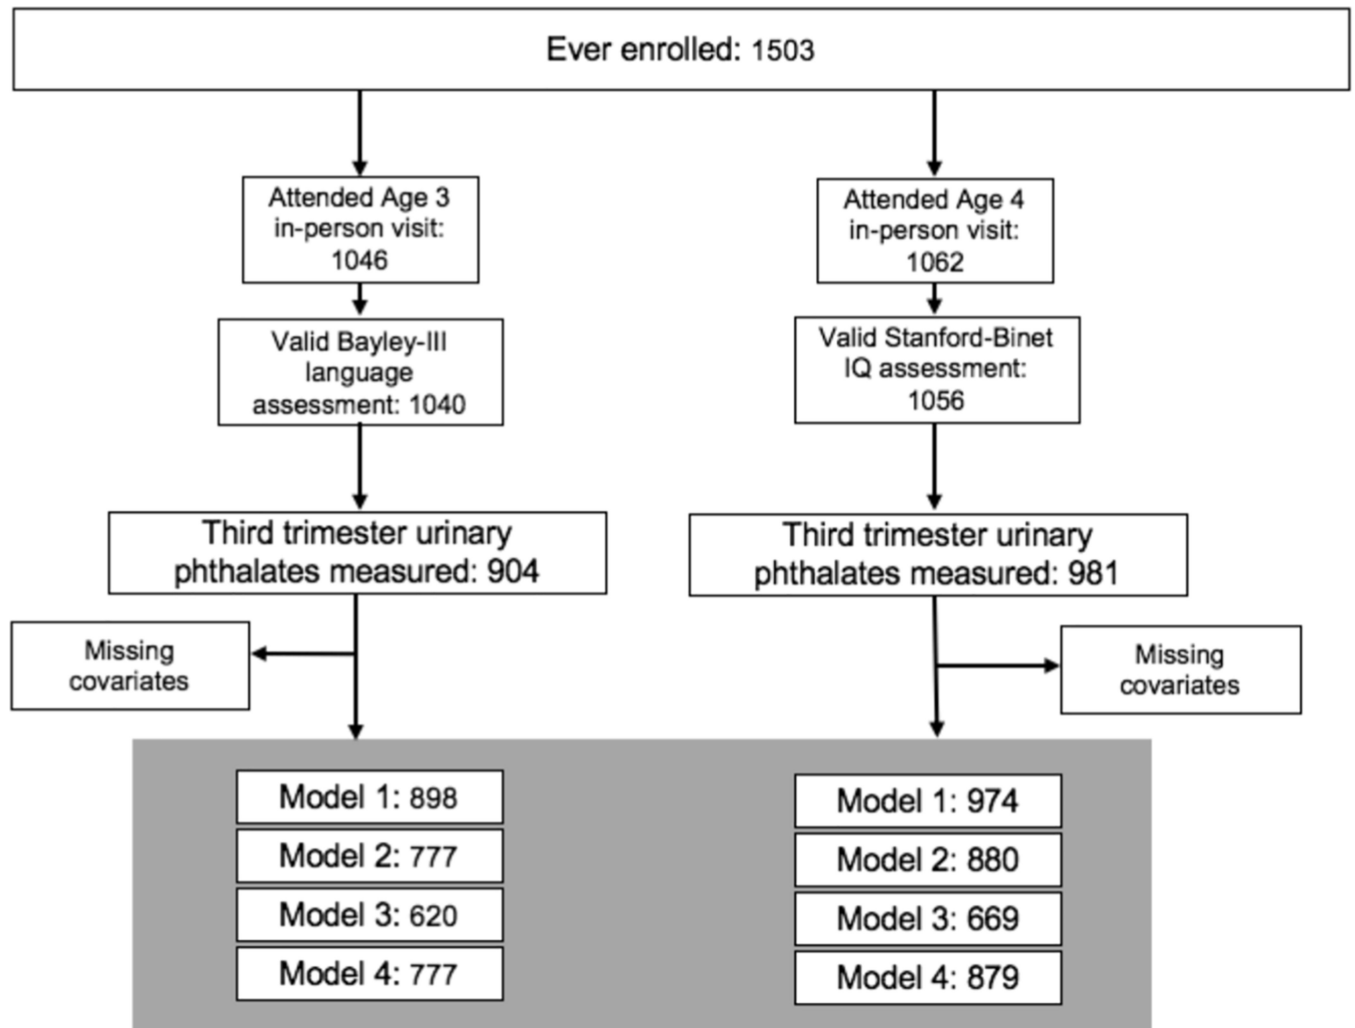 Ever enrolled: 1503
Attended Age 3
in-person visit:
1046
Valid Bayley-III
language
assessment: 1040
Third trimester urinary
phthalates measured: 904
Missing
covariates
Model 1: 898
Model 2: 777
Model 3: 620
Model 4: 777
Attended Age 4
in-person visit:
1062
Valid Stanford-Binet
IQ assessment:
1056
Third trimester urinary
phthalates measured: 981
Missing
covariates
Model 1: 974
Model 2: 880
Model 3: 669
Model 4: 879